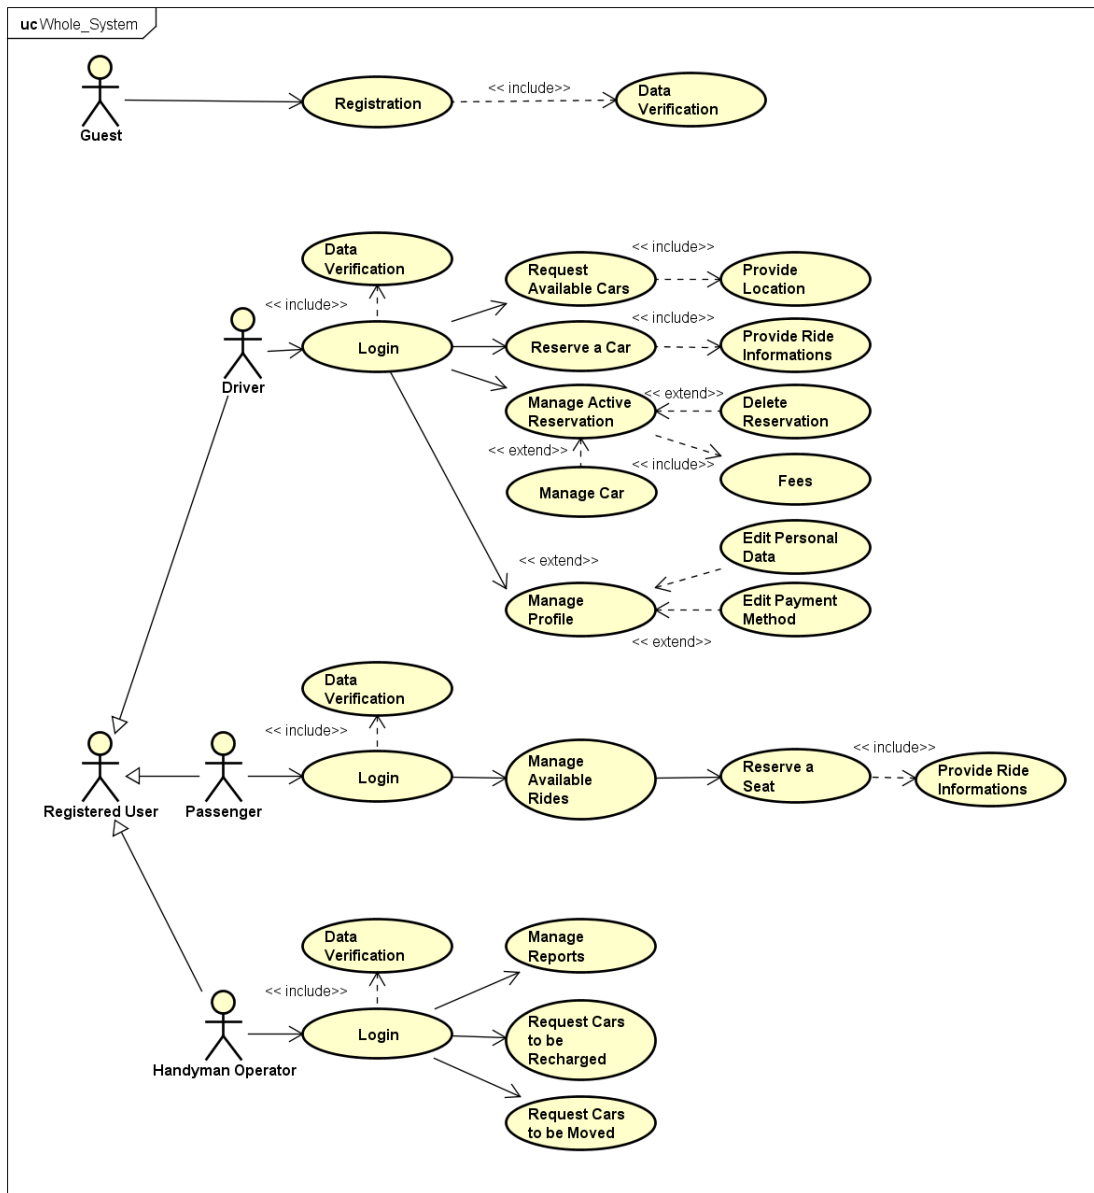 uc Whole_System
Guest
Registration
<< include>>
Data
Verification
Data
Verification
<< include>>
Driver
Login
Request
Available Cars
<< include>>
Provide
Location
Reserve a Car
<< include>>
Provide Ride
Informations
Manage Active
Reservation
<< extend>>
Delete
Reservation
<< extend>>
<< include>>
Manage Car
Fees
<< extend>>
Edit Personal
Data
Manage
Profile
Edit Payment
Method
<< extend>>
Data
Verification
<< include>>
Registered User
Passenger
Login
Manage
Available
Rides
Reserve a
Seat
<< include>>
Provide Ride
Informations
Data
Verification
<< include>>
Handyman Operator
Login
Manage
Reports
Request Cars
to be
Recharged
Request Cars
to be Moved